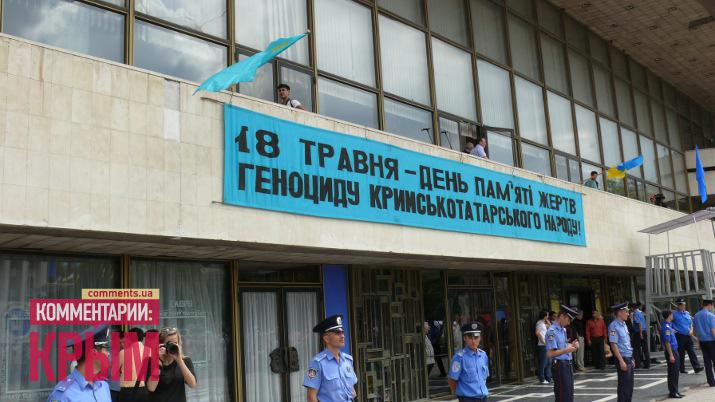 18 ТРАВНЯ – ДЕНЬ ПАМ'ЯТІ ЖЕРТВ
ГЕНОЦИДУ КРИМСЬКОТАТАРСЬКОГО НАРОДУ!
comments.ua
КОММЕНТАРИИ:
КРЫМ